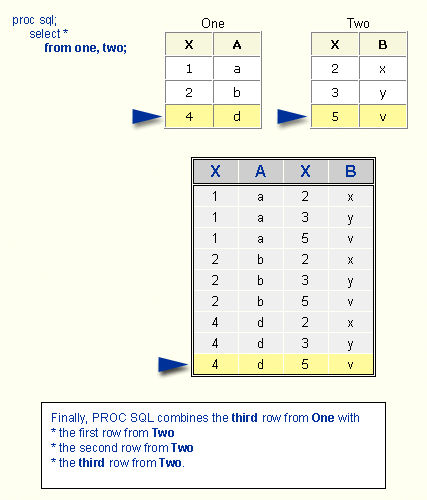 proc sql;
select *
from one, two;
One
X A
1 a
2 b
4 d
Two
X B
2 x
3 y
5 v
X A X B
1 a 2 x
1 a 3 y
1 a 5 v
2 b 2 x
2 b 3 y
2 b 5 v
4 d 2 x
4 d 3 y
4 d 5 v
Finally, PROC SQL combines the third row from One with
* the first row from Two
* the second row from Two
* the third row from Two.